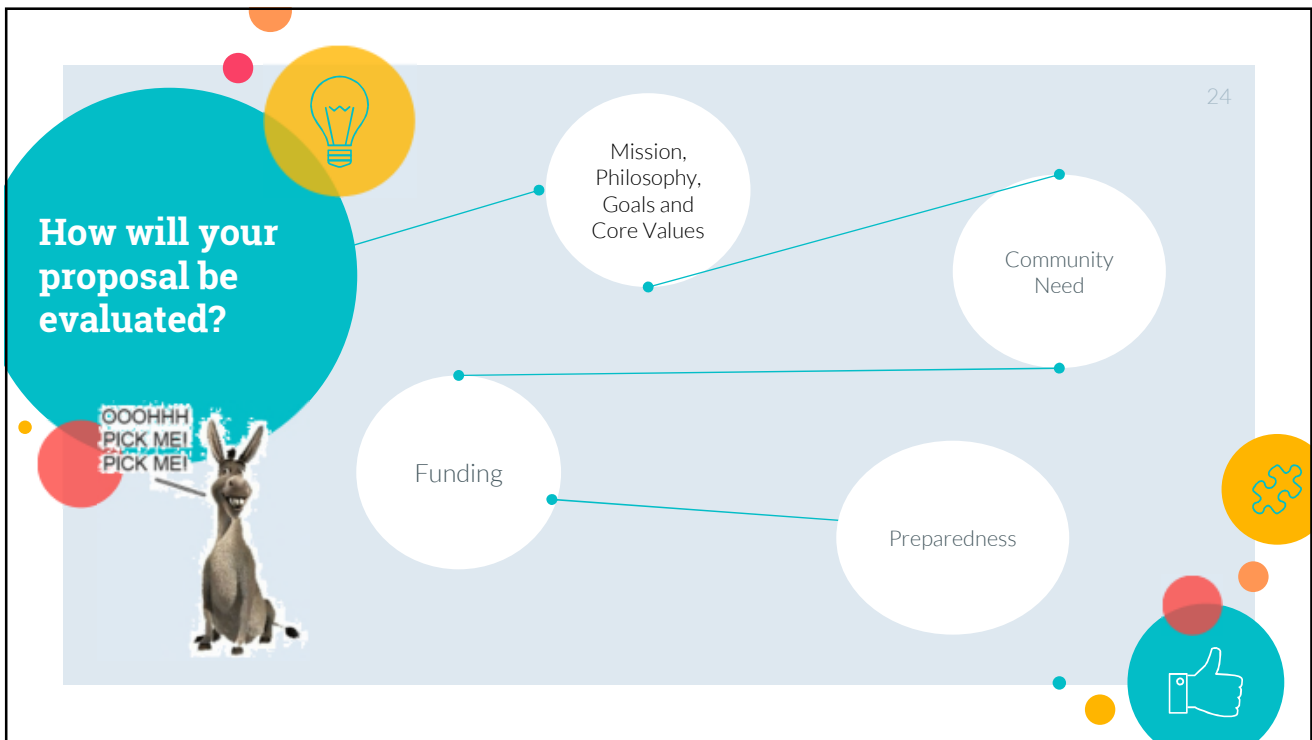 24
How will your
proposal be
evaluated?
Mission,
Philosophy,
Goals and
Core Values
Community
Need
Funding
Preparedness
OOOHHH
PICK ME!
PICK ME!